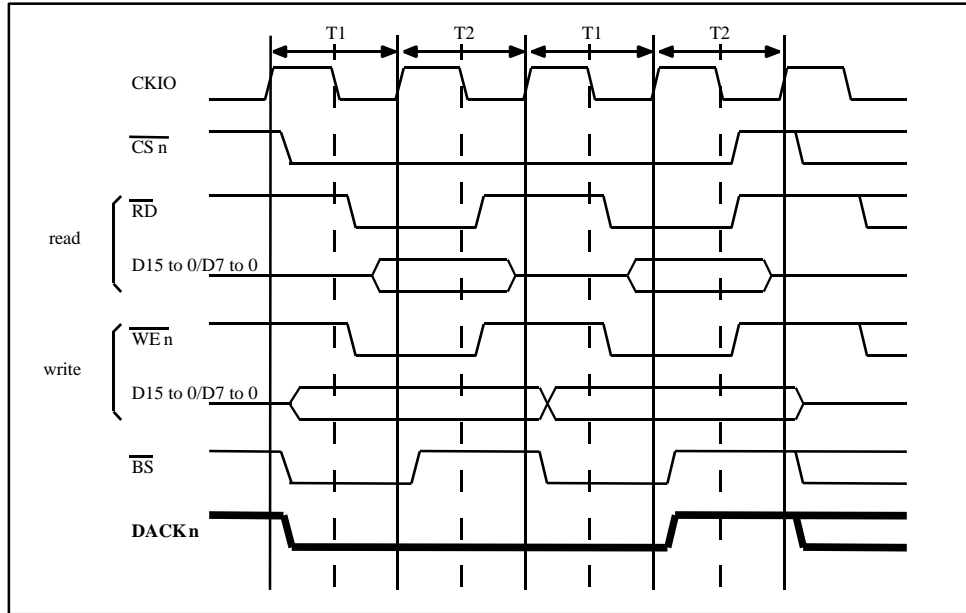 T1 T2 T1 T2
CKIO
CS n
RD
read
D15 to 0/D7 to 0
WE n
write
D15 to 0/D7 to 0
BS
DACK n